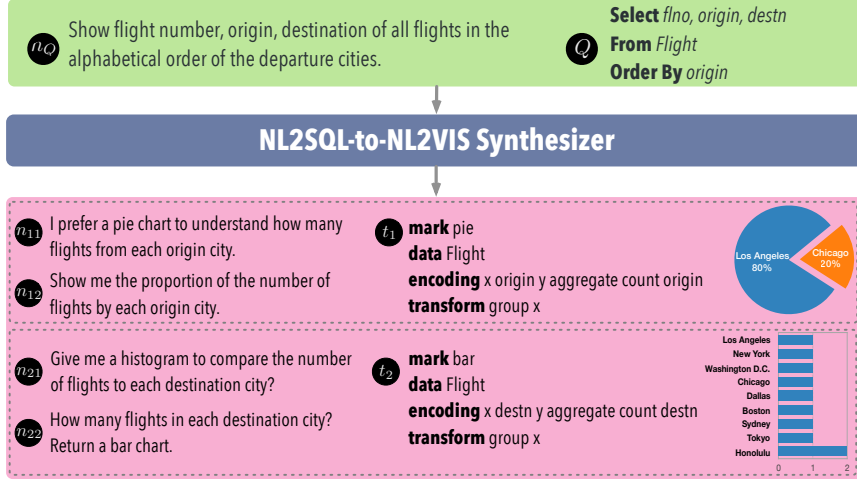 n_Q Show flight number, origin, destination of all flights in the
alphabetical order of the departure cities.
Q Select flno, origin, destn
From Flight
Order By origin
NL2SQL-to-NL2VIS Synthesizer
n_11 I prefer a pie chart to understand how many
flights from each origin city.
n_12 Show me the proportion of the number of
flights by each origin city.
t_1 mark pie
data Flight
encoding x origin y aggregate count origin
transform group x
Los Angeles
80%
Chicago
20%
n_21 Give me a histogram to compare the number
of flights to each destination city?
n_22 How many flights in each destination city?
Return a bar chart.
t_2 mark bar
data Flight
encoding x destn y aggregate count destn
transform group x
Los Angeles
New York
Washington D.C.
Chicago
Dallas
Boston
Sydney
Tokyo
Honolulu
0 1 2